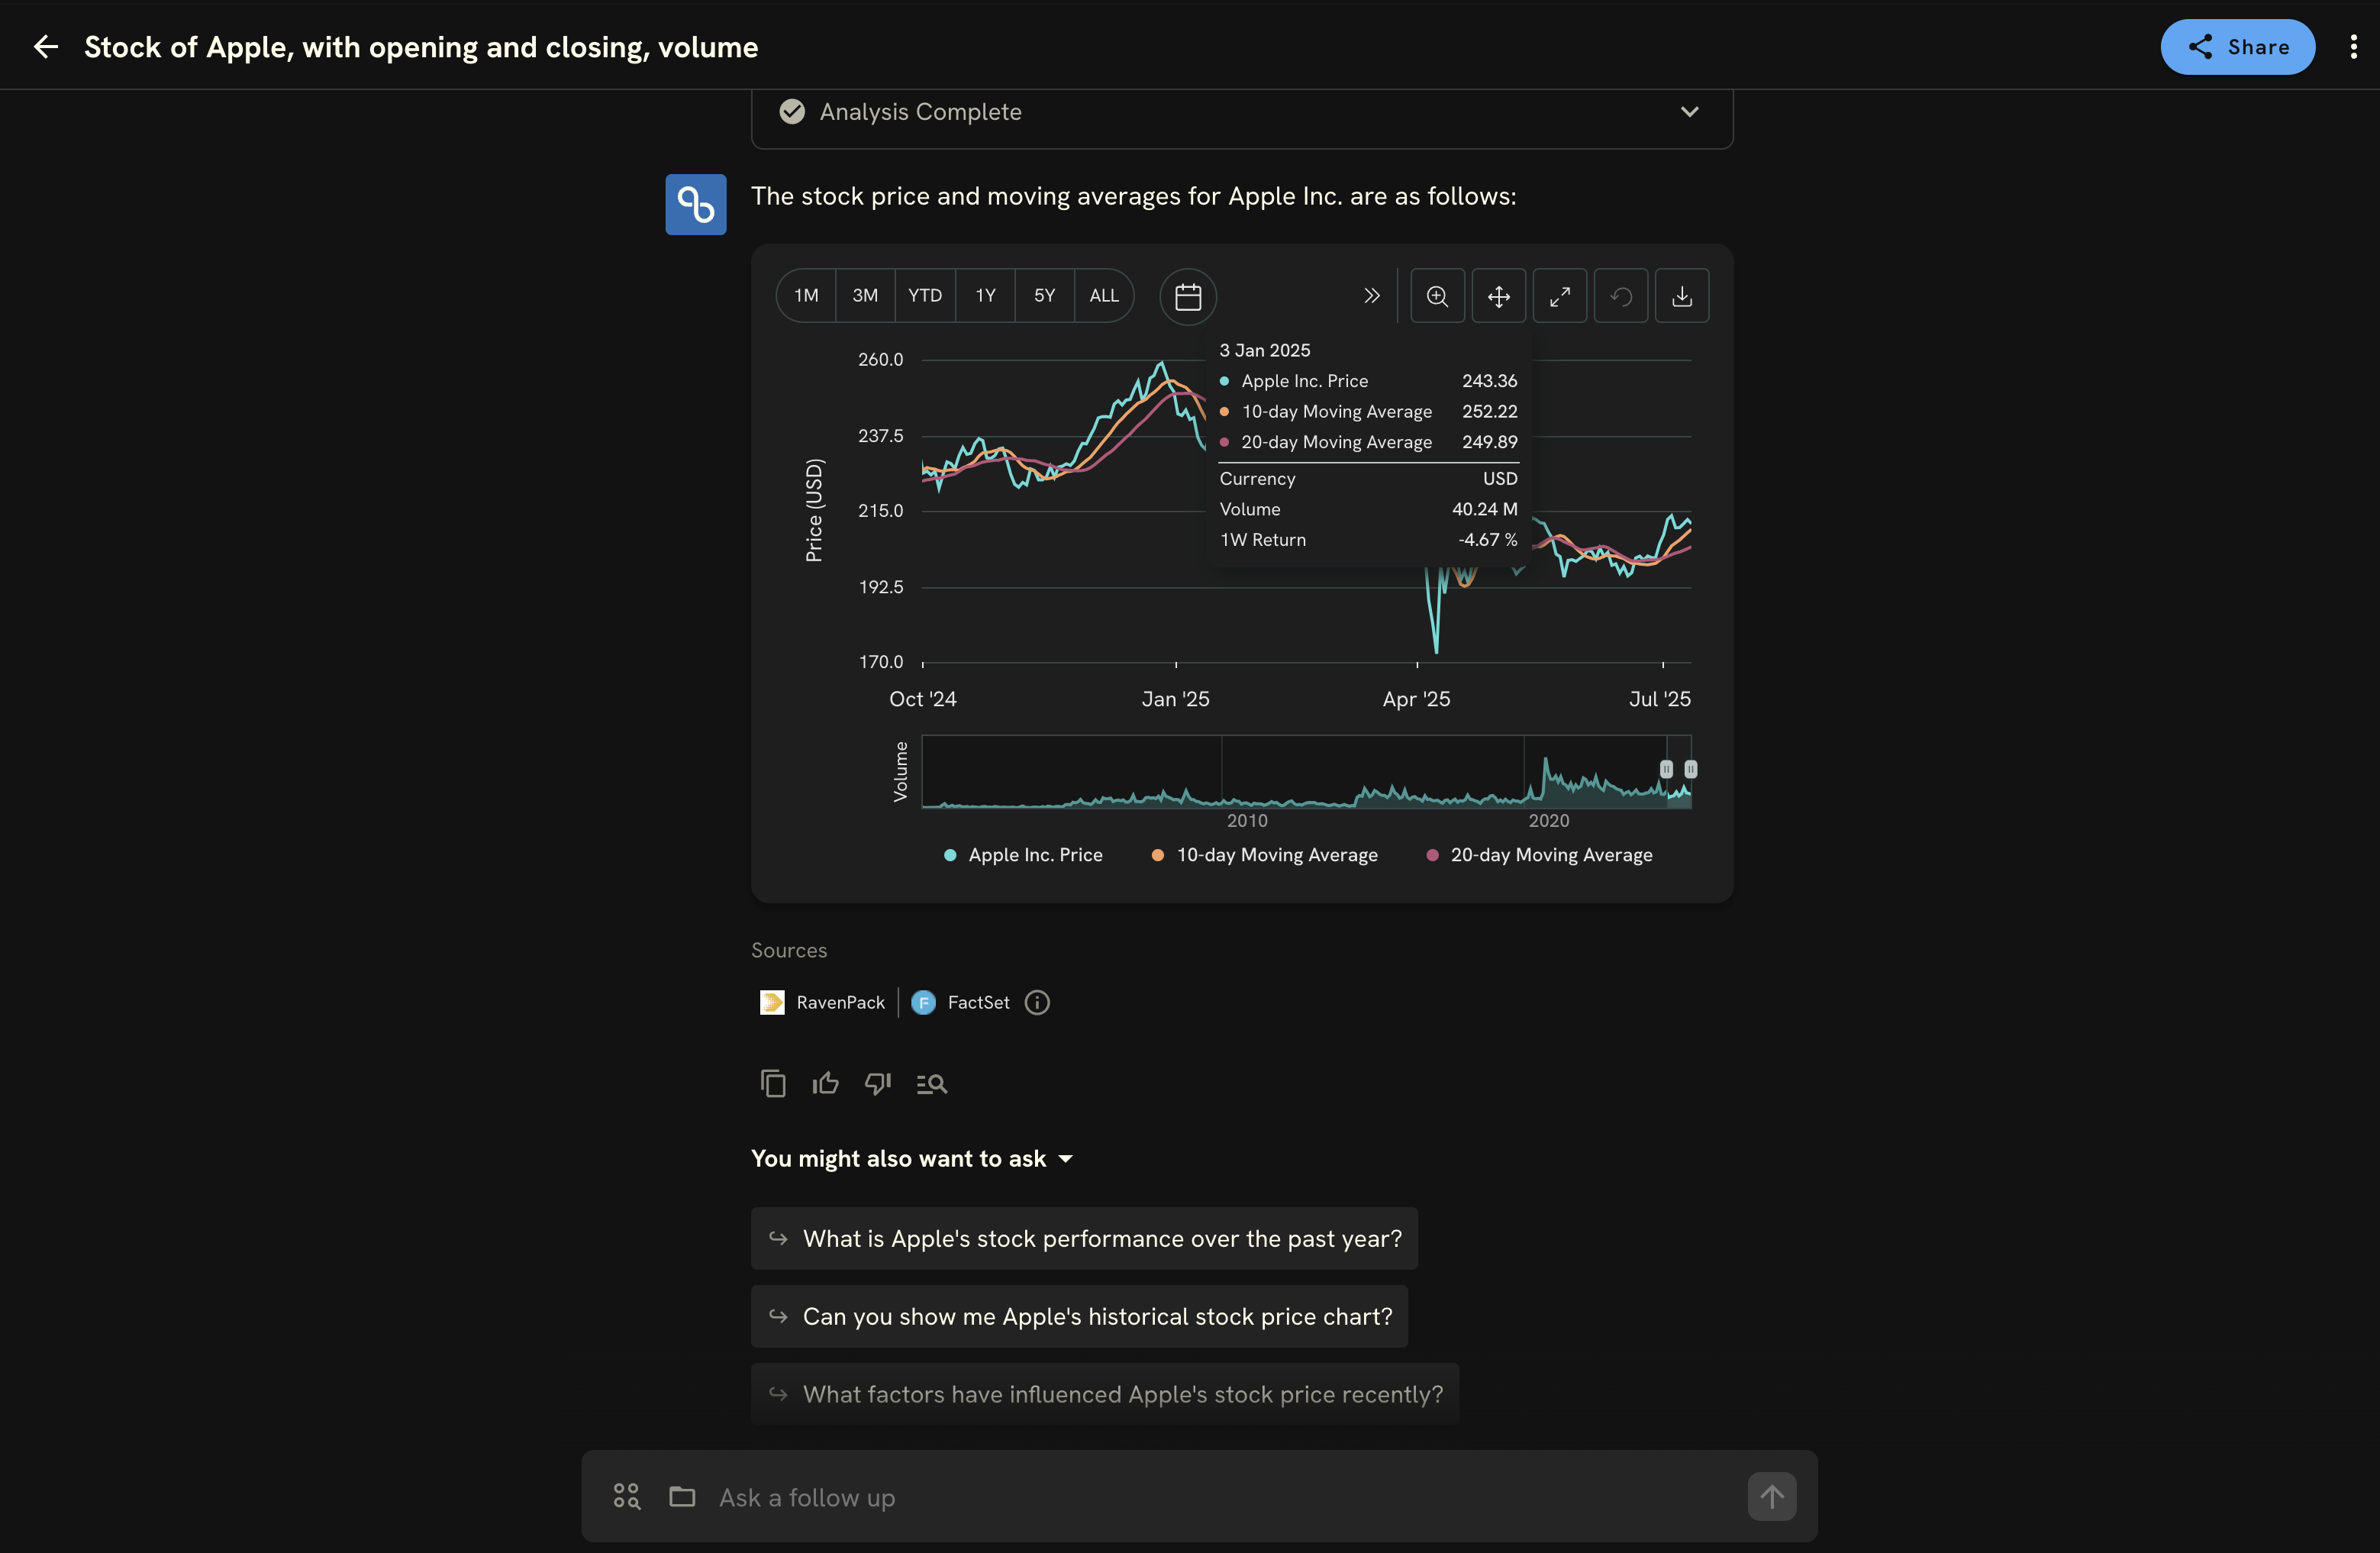 Stock of Apple, with opening and closing, volume
Share
Analysis Complete
The stock price and moving averages for Apple Inc. are as follows:
1M 3M YTD 1Y 5Y ALL
3 Jan 2025
Apple Inc. Price 243.36
10-day Moving Average 252.22
20-day Moving Average 249.89
Currency USD
Volume 40.24 M
1W Return -4.67 %
Price (USD)
260.0
237.5
215.0
192.5
170.0
Oct '24 Jan '25 Apr '25 Jul '25
Volume
2010 2020
Apple Inc. Price 10-day Moving Average 20-day Moving Average
Sources
RavenPack F FactSet
You might also want to ask
What is Apple's stock performance over the past year?
Can you show me Apple's historical stock price chart?
What factors have influenced Apple's stock price recently?
Ask a follow up